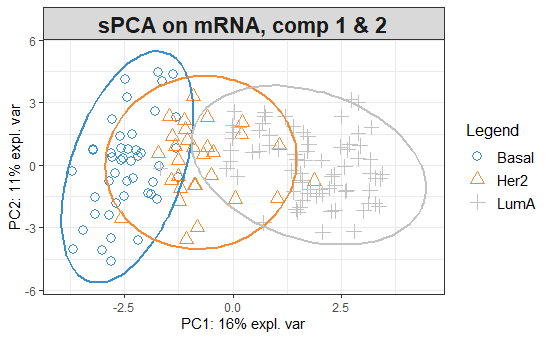 sPCA on mRNA, comp 1 & 2
PC2: 11% expl. var
6
3
0
-3
-6
-2.5
0.0
2.5
PC1: 16% expl. var
Legend
Basal
Her2
LumA